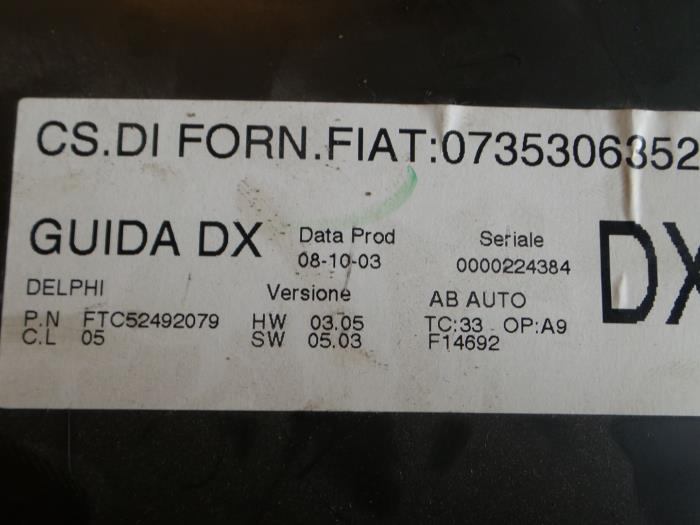 CS.DI FORN.FIAT:0735306352
GUIDA DX
Data Prod
08-10-03
Seriale
0000224384
DX
DELPHI
Versione
AB AUTO
P.N FTC52492079
HW 03.05
TC:33 OP:A9
C.L 05
SW 05.03
F14692